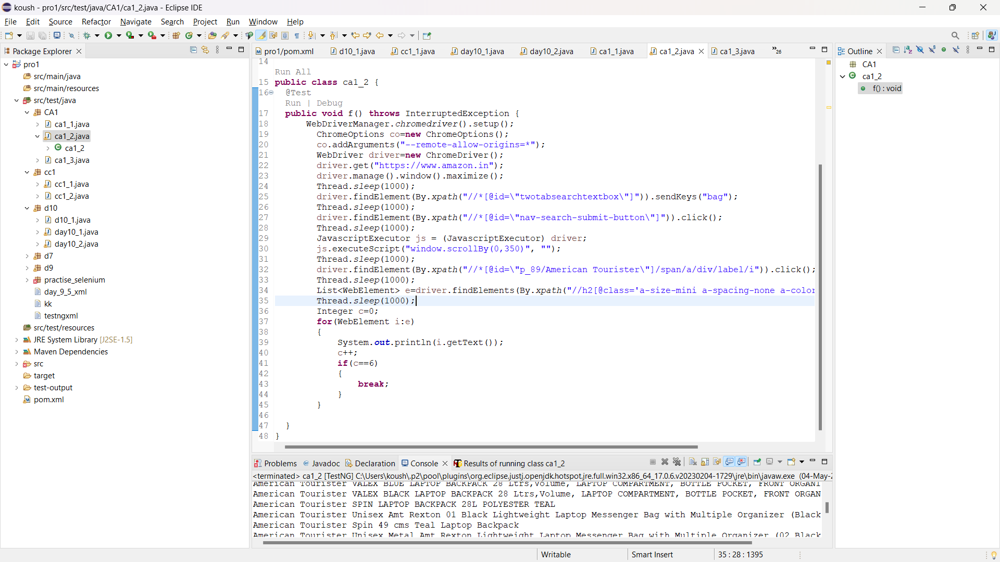 koush - pro1/src/test/java/CA1/ca1_2.java - Eclipse IDE
File Edit Source Refactor Navigate Search Project Run Window Help
Package Explorer
pro1
src/main/java
src/main/resources
src/test/java
CA1
ca1_1.java
ca1_2.java
ca1_2
ca1_3.java
cc1
cc1_1.java
cc1_2.java
d10
d10_1.java
day10_1.java
day10_2.java
d7
d9
practise_selenium
day_9_5_xml
kk
testngxml
src/test/resources
JRE System Library [J2SE-1.5]
Maven Dependencies
src
target
test-output
pom.xml
pro1/pom.xml d10_1.java cc1_1.java day10_1.java day10_2.java ca1_1.java ca1_2.java ca1_3.java »26
14
Run All
15 public class ca1_2 {
16 @Test
Run | Debug
17 public void f() throws InterruptedException {
18 WebDriverManager.chromedriver().setup();
19 ChromeOptions co=new ChromeOptions();
20 co.addArguments("--remote-allow-origins=*");
21 WebDriver driver=new ChromeDriver();
22 driver.get("https://www.amazon.in");
23 driver.manage().window().maximize();
24 Thread.sleep(1000);
25 driver.findElement(By.xpath("//*[@id=\"twotabsearchtextbox\"]")).sendKeys("bag");
26 Thread.sleep(1000);
27 driver.findElement(By.xpath("//*[@id=\"nav-search-submit-button\"]")).click();
28 Thread.sleep(1000);
29 JavascriptExecutor js = (JavascriptExecutor) driver;
30 js.executeScript("window.scrollBy(0,350)", "");
31 Thread.sleep(1000);
32 driver.findElement(By.xpath("//*[@id=\"p_89/American Tourister\"]/span/a/div/label/i")).click();
33 Thread.sleep(1000);
34 List<WebElement> e=driver.findElements(By.xpath("//h2[@class='a-size-mini a-spacing-none a-color
35 Thread.sleep(1000);
36 Integer c=0;
37 for(WebElement i:e)
38 {
39 System.out.println(i.getText());
40 c++;
41 if(c==6)
42 {
43 break;
44 }
45 }
46
47 }
48 }
Outline
CA1
ca1_2
f() : void
Problems @ Javadoc Declaration Console Results of running class ca1_2
<terminated> ca1_2 [TestNG] C:\Users\koush\.p2\pool\plugins\org.eclipse.justj.openjdk.hotspot.jre.full.win32.x86_64_17.0.6.v20230204-1729\jre\bin\javaw.exe (04-May-2
American Tourister VALEX BLUE LAPTOP BACKPACK 28 Ltrs,Volume, LAPTOP COMPARTMENT, BOTTLE POCKET, FRONT ORGANI
American Tourister VALEX BLACK LAPTOP BACKPACK 28 Ltrs,Volume, LAPTOP COMPARTMENT, BOTTLE POCKET, FRONT ORGAN
American Tourister SPIN LAPTOP BACKPACK 28L POLYESTER TEAL
American Tourister Unisex Amt Rexton 01 Black Lightweight Laptop Messenger Bag with Multiple Organizer (Black
American Tourister Spin 49 cms Teal Laptop Backpack
American Tourister Unisex Metal Amt Rexton Lightweight Laptop Messenger Bag with Multiple Organizer (02 Black
Writable Smart Insert 35 : 28 : 1395